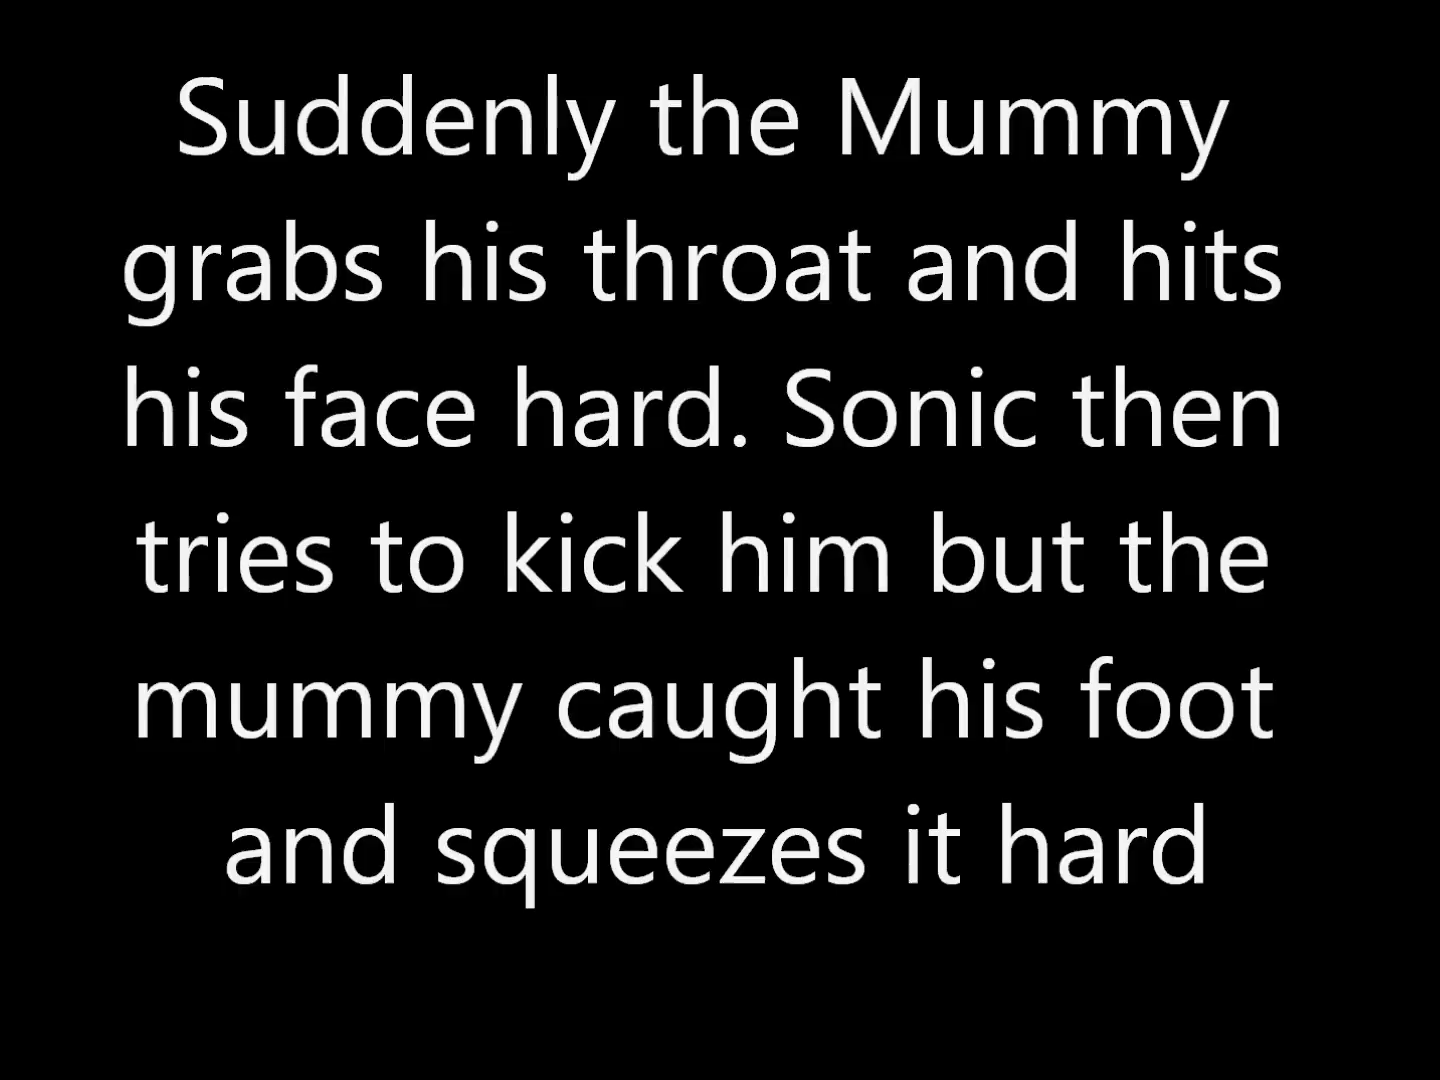 Suddenly the Mummy
grabs his throat and hits
his face hard. Sonic then
tries to kick him but the
mummy caught his foot
and squeezes it hard